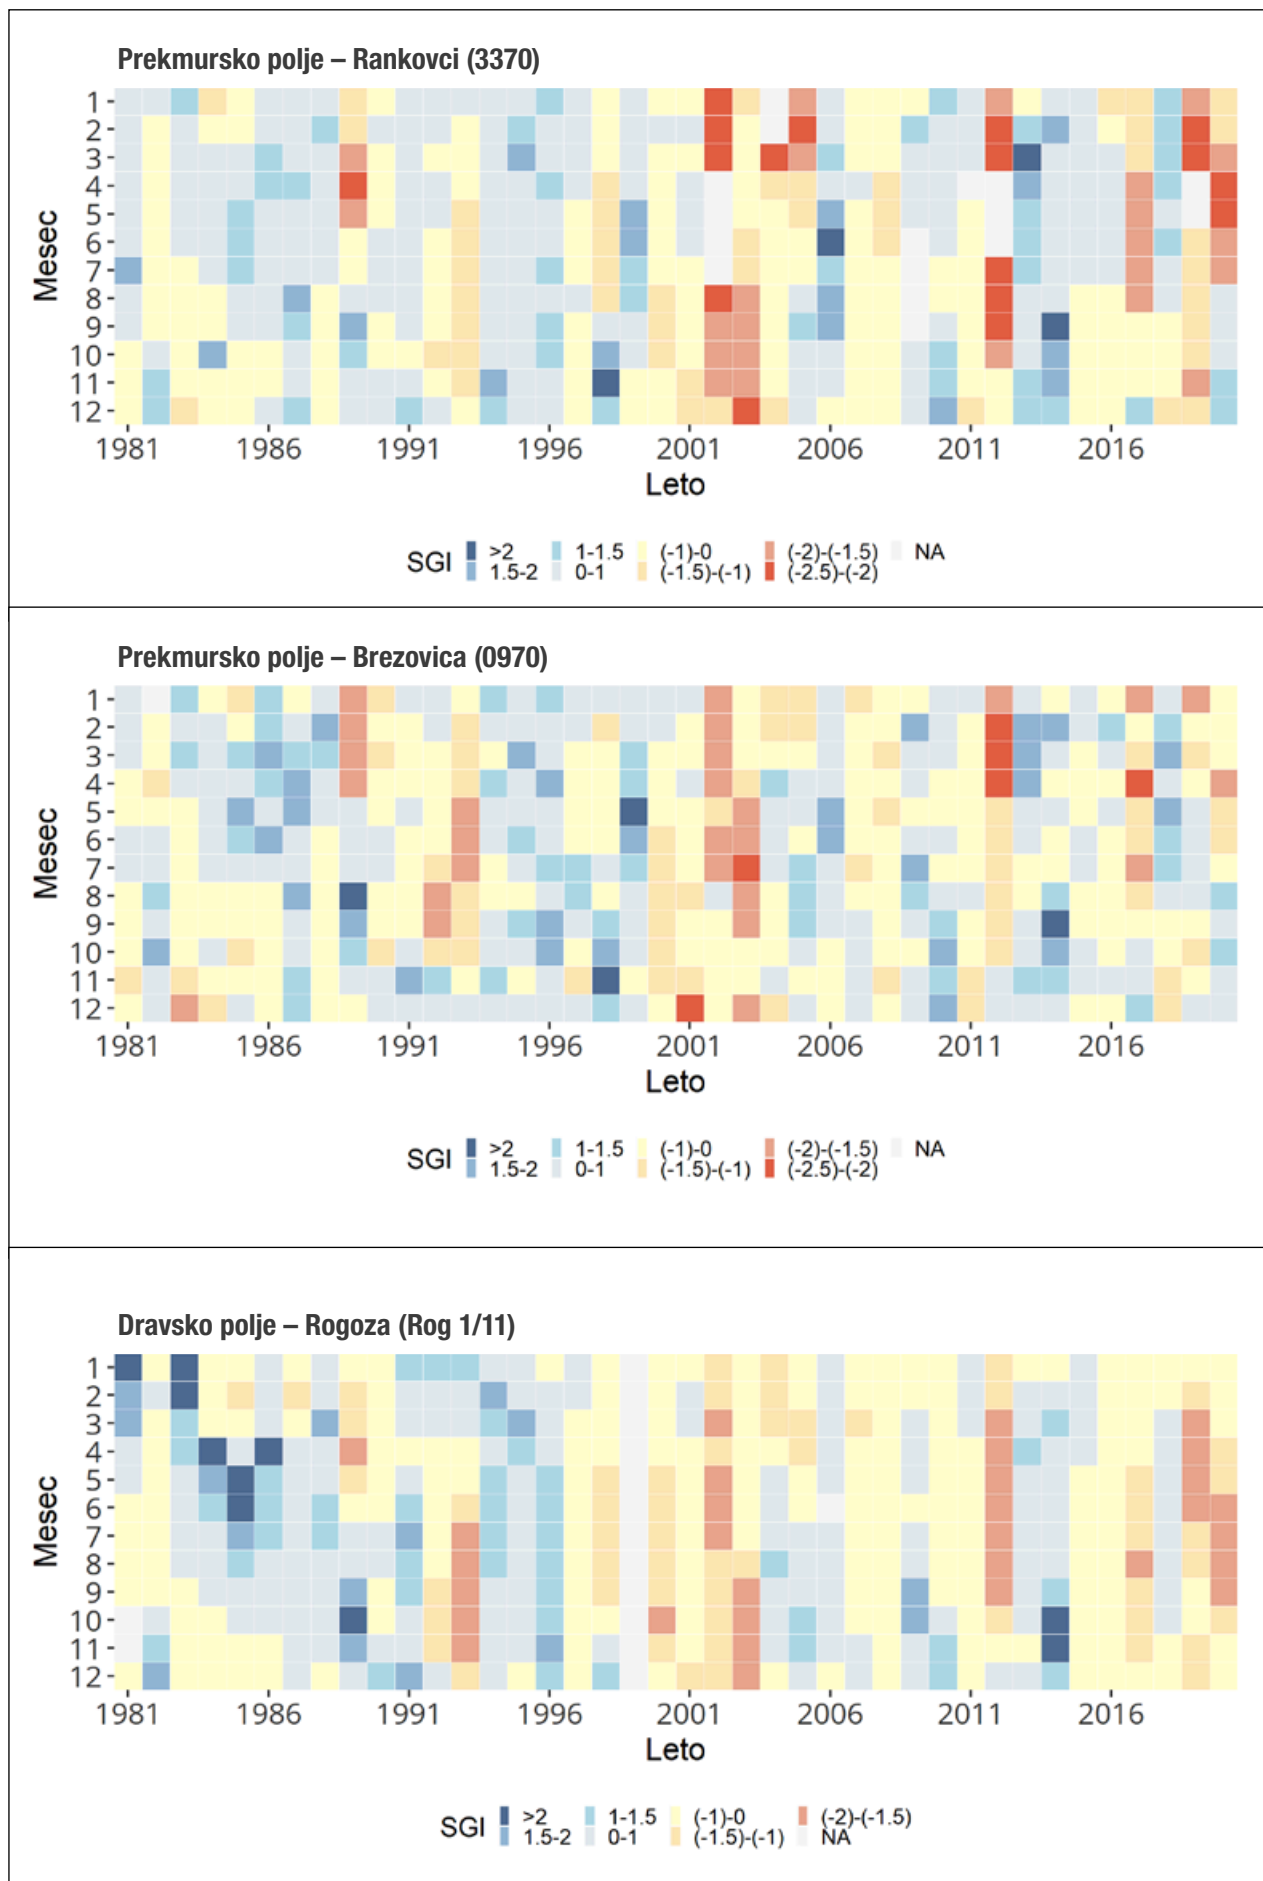 Prekmursko polje – Rankovci (3370)
Mesec
1
2
3
4
5
6
7
8
9
10
11
12
1981 1986 1991 1996 2001 2006 2011 2016
Leto
SGI >2 1-1.5 (-1)-0 (-2)-(-1.5) NA
1.5-2 0-1 (-1.5)-(-1) (-2.5)-(-2)
Prekmursko polje – Brezovica (0970)
Mesec
1
2
3
4
5
6
7
8
9
10
11
12
1981 1986 1991 1996 2001 2006 2011 2016
Leto
SGI >2 1-1.5 (-1)-0 (-2)-(-1.5) NA
1.5-2 0-1 (-1.5)-(-1) (-2.5)-(-2)
Dravsko polje – Rogoza (Rog 1/11)
Mesec
1
2
3
4
5
6
7
8
9
10
11
12
1981 1986 1991 1996 2001 2006 2011 2016
Leto
SGI >2 1-1.5 (-1)-0 (-2)-(-1.5)
1.5-2 0-1 (-1.5)-(-1) NA